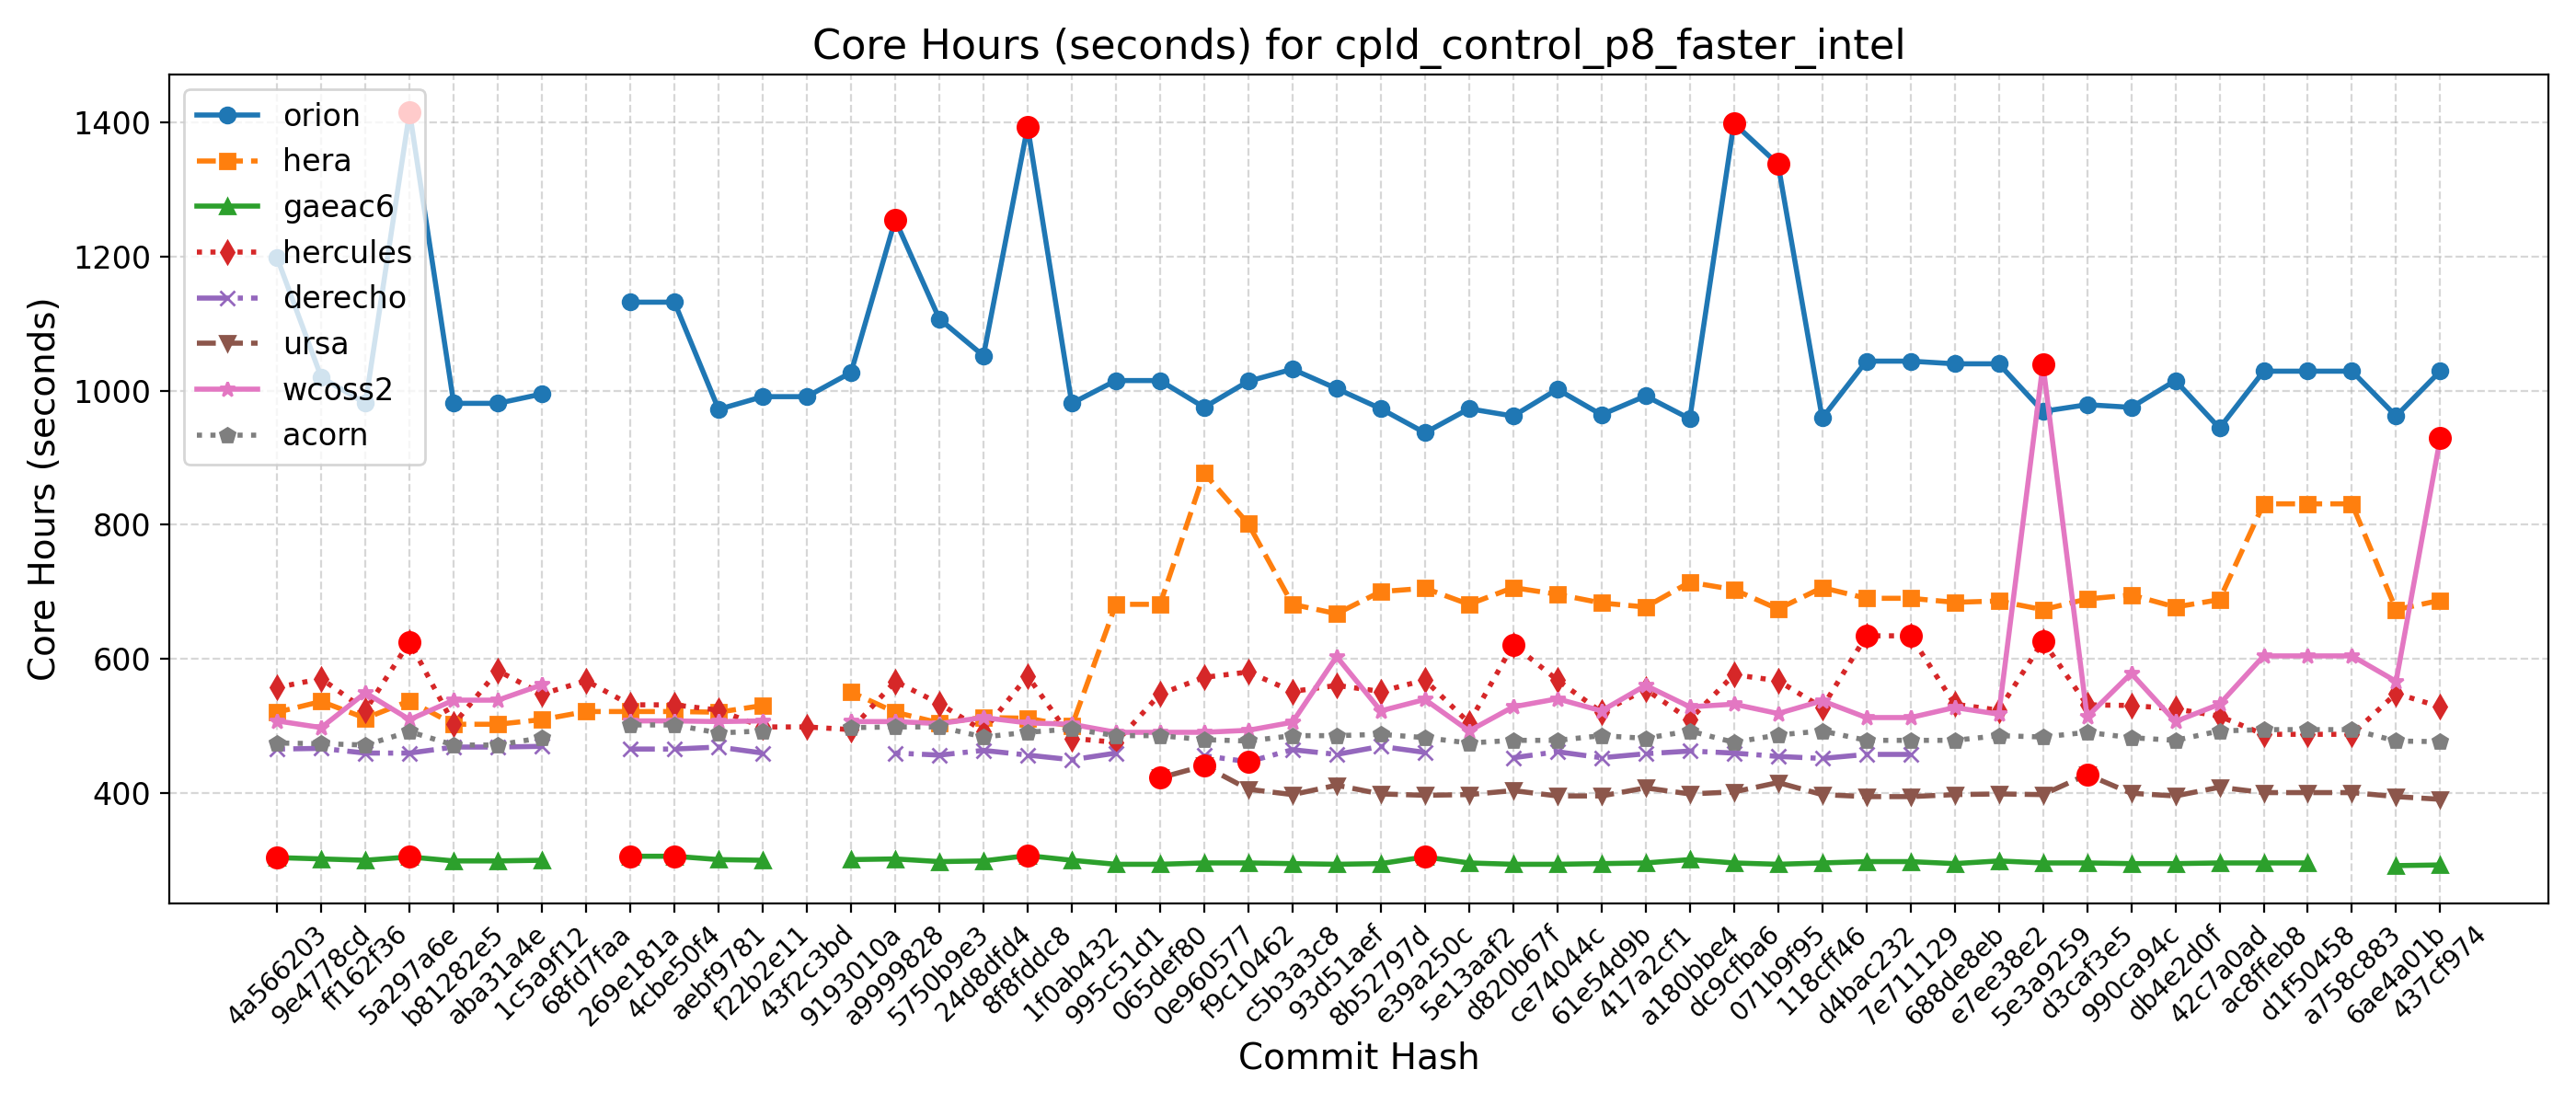 Core Hours (seconds) for cpld_control_p8_faster_intel
Core Hours (seconds)
1400
1200
1000
800
600
400
orion
hera
gaeac6
hercules
derecho
ursa
wcoss2
acorn
4a566203
9e4778cd
ff162f36
5a297a6e
b81282e5
aba31a4e
1c5a9f12
68fd7faa
269e181a
4cbe50f4
aebf9781
f22b2e11
43f2c3bd
9193010a
a9999828
5750b9e3
24d8dfd4
8f8fddc8
1f0ab432
995c51d1
065def80
0e960577
f9c10462
c5b3a3c8
93d51aef
8b52797d
e39a250c
5e13aaf2
d820b67f
ce74044c
61e54d9b
417a2cf1
a180bbe4
dc9cfba6
071b9f95
118cff46
d4bac232
7e711129
688de8eb
e7ee38e2
5e3a9259
d3caf3e5
990ca94c
db4e2d0f
42c7a0ad
ac8ffeb8
d1f50458
a758c883
6ae4a01b
437cf974
Commit Hash